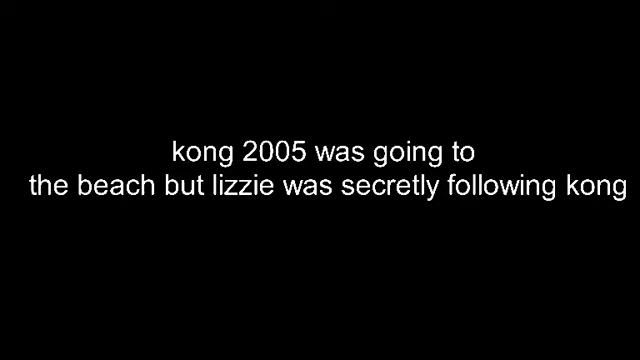 kong 2005 was going to
the beach but lizzie was secretly following kong